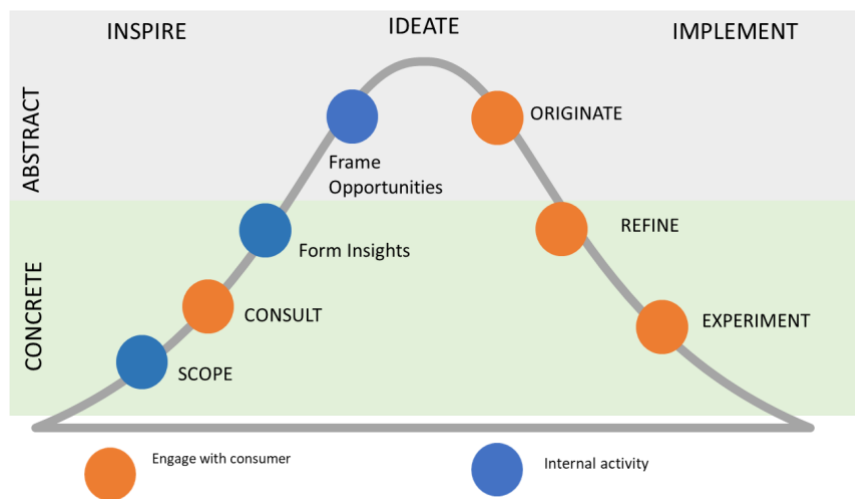 INSPIRE
IDEATE
IMPLEMENT
ABSTRACT
ORIGINATE
Frame
Opportunities
REFINE
Form Insights
CONCRETE
CONSULT
EXPERIMENT
SCOPE
Engage with consumer
Internal activity